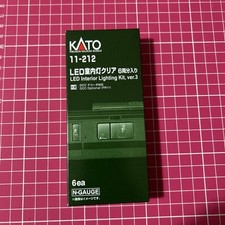 KATO
11-212
LED室内灯クリア 6両分入り
LED Interior Lighting Kit, ver.3
6ea
N-GAUGE